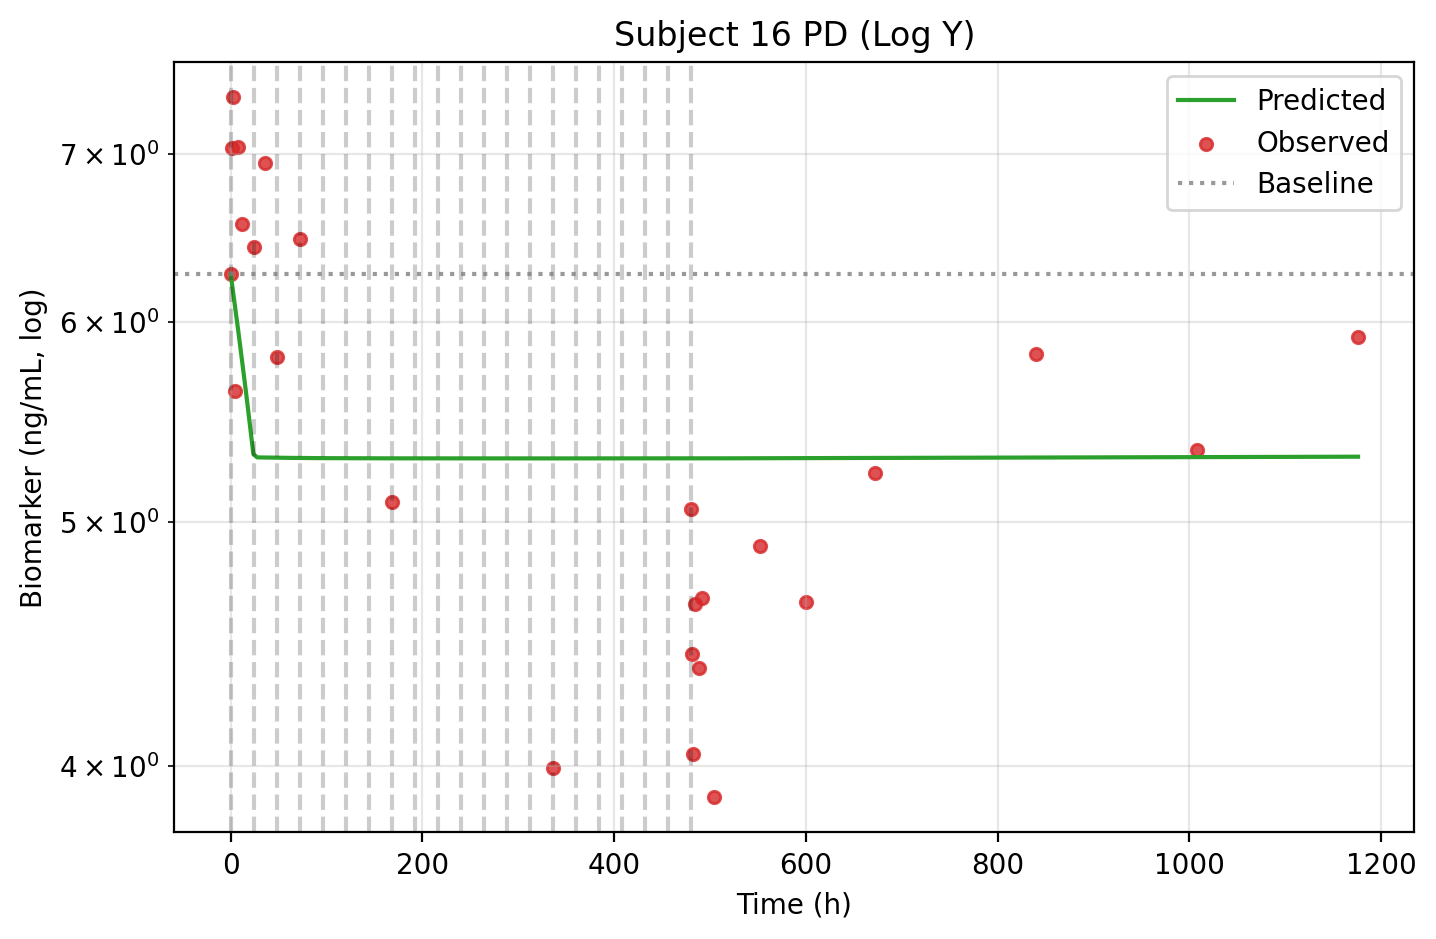 Subject 16 PD (Log Y)
Predicted
Observed
Baseline
Biomarker (ng/mL, log)
7 × 10⁰
6 × 10⁰
5 × 10⁰
4 × 10⁰
0 200 400 600 800 1000 1200
Time (h)